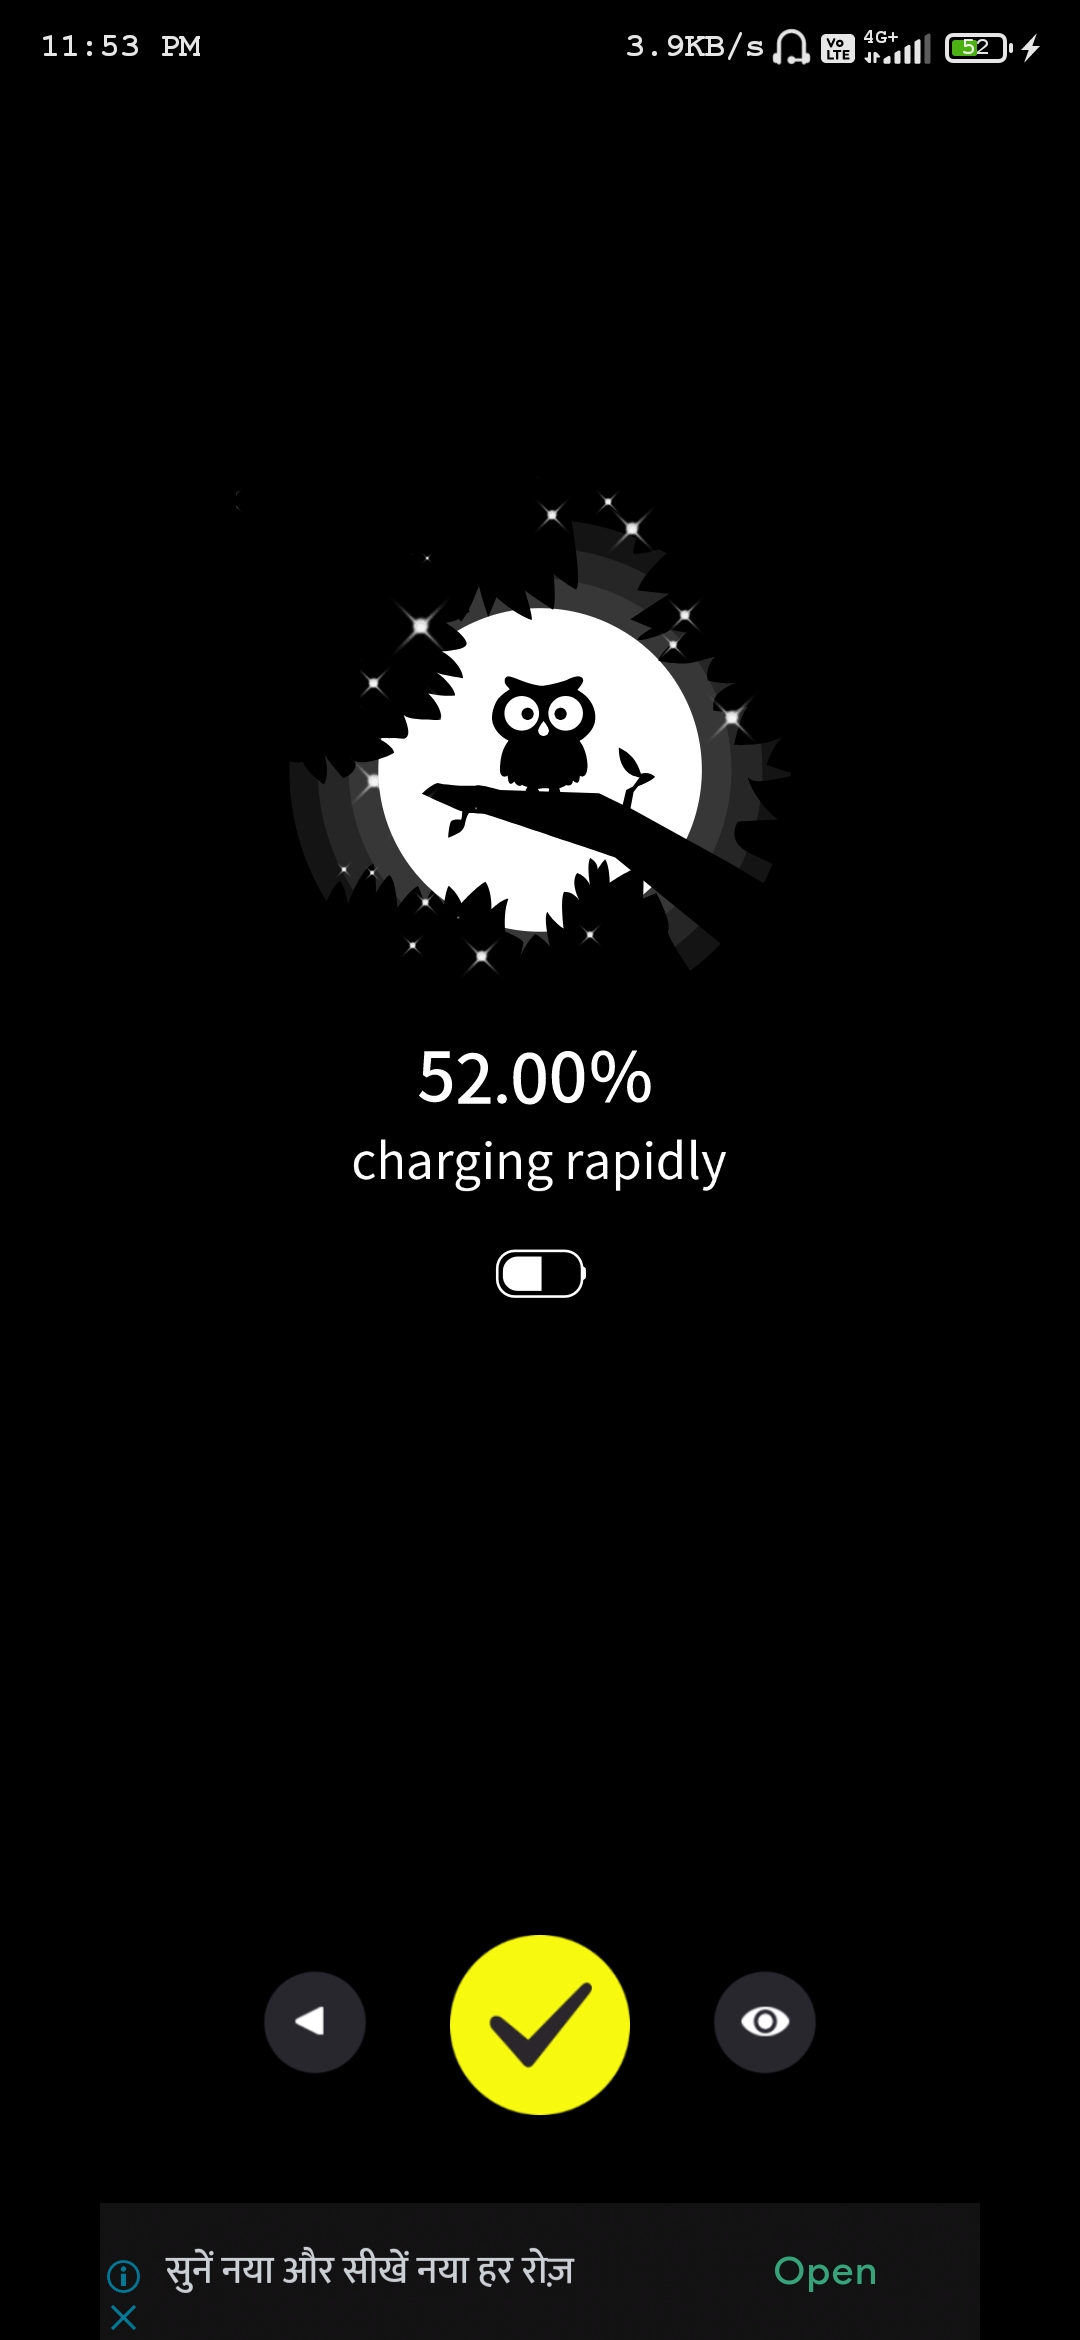 11:53 PM 3.9KB/s Vo LTE 4G+ 52
52.00%
charging rapidly
सुनें नया और सीखें नया हर रोज़ Open